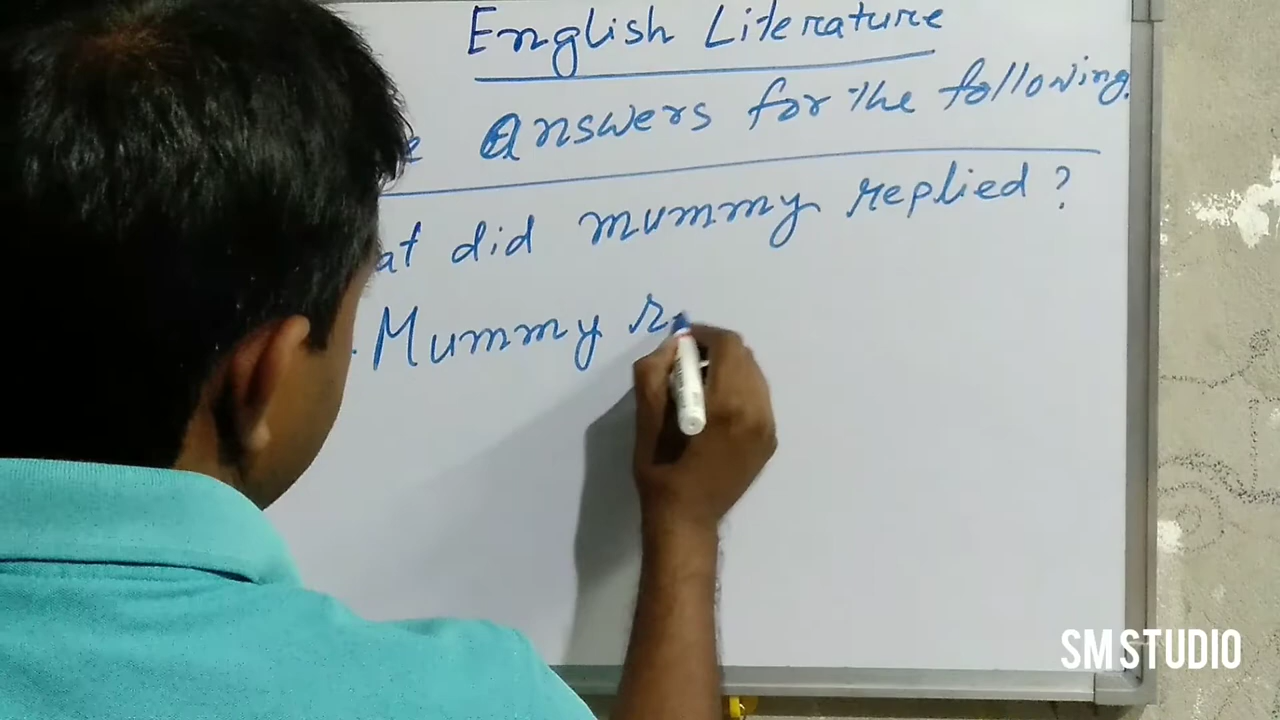 English Literature
answers for the following.
did mummy replied ?
Mummy
SM STUDIO